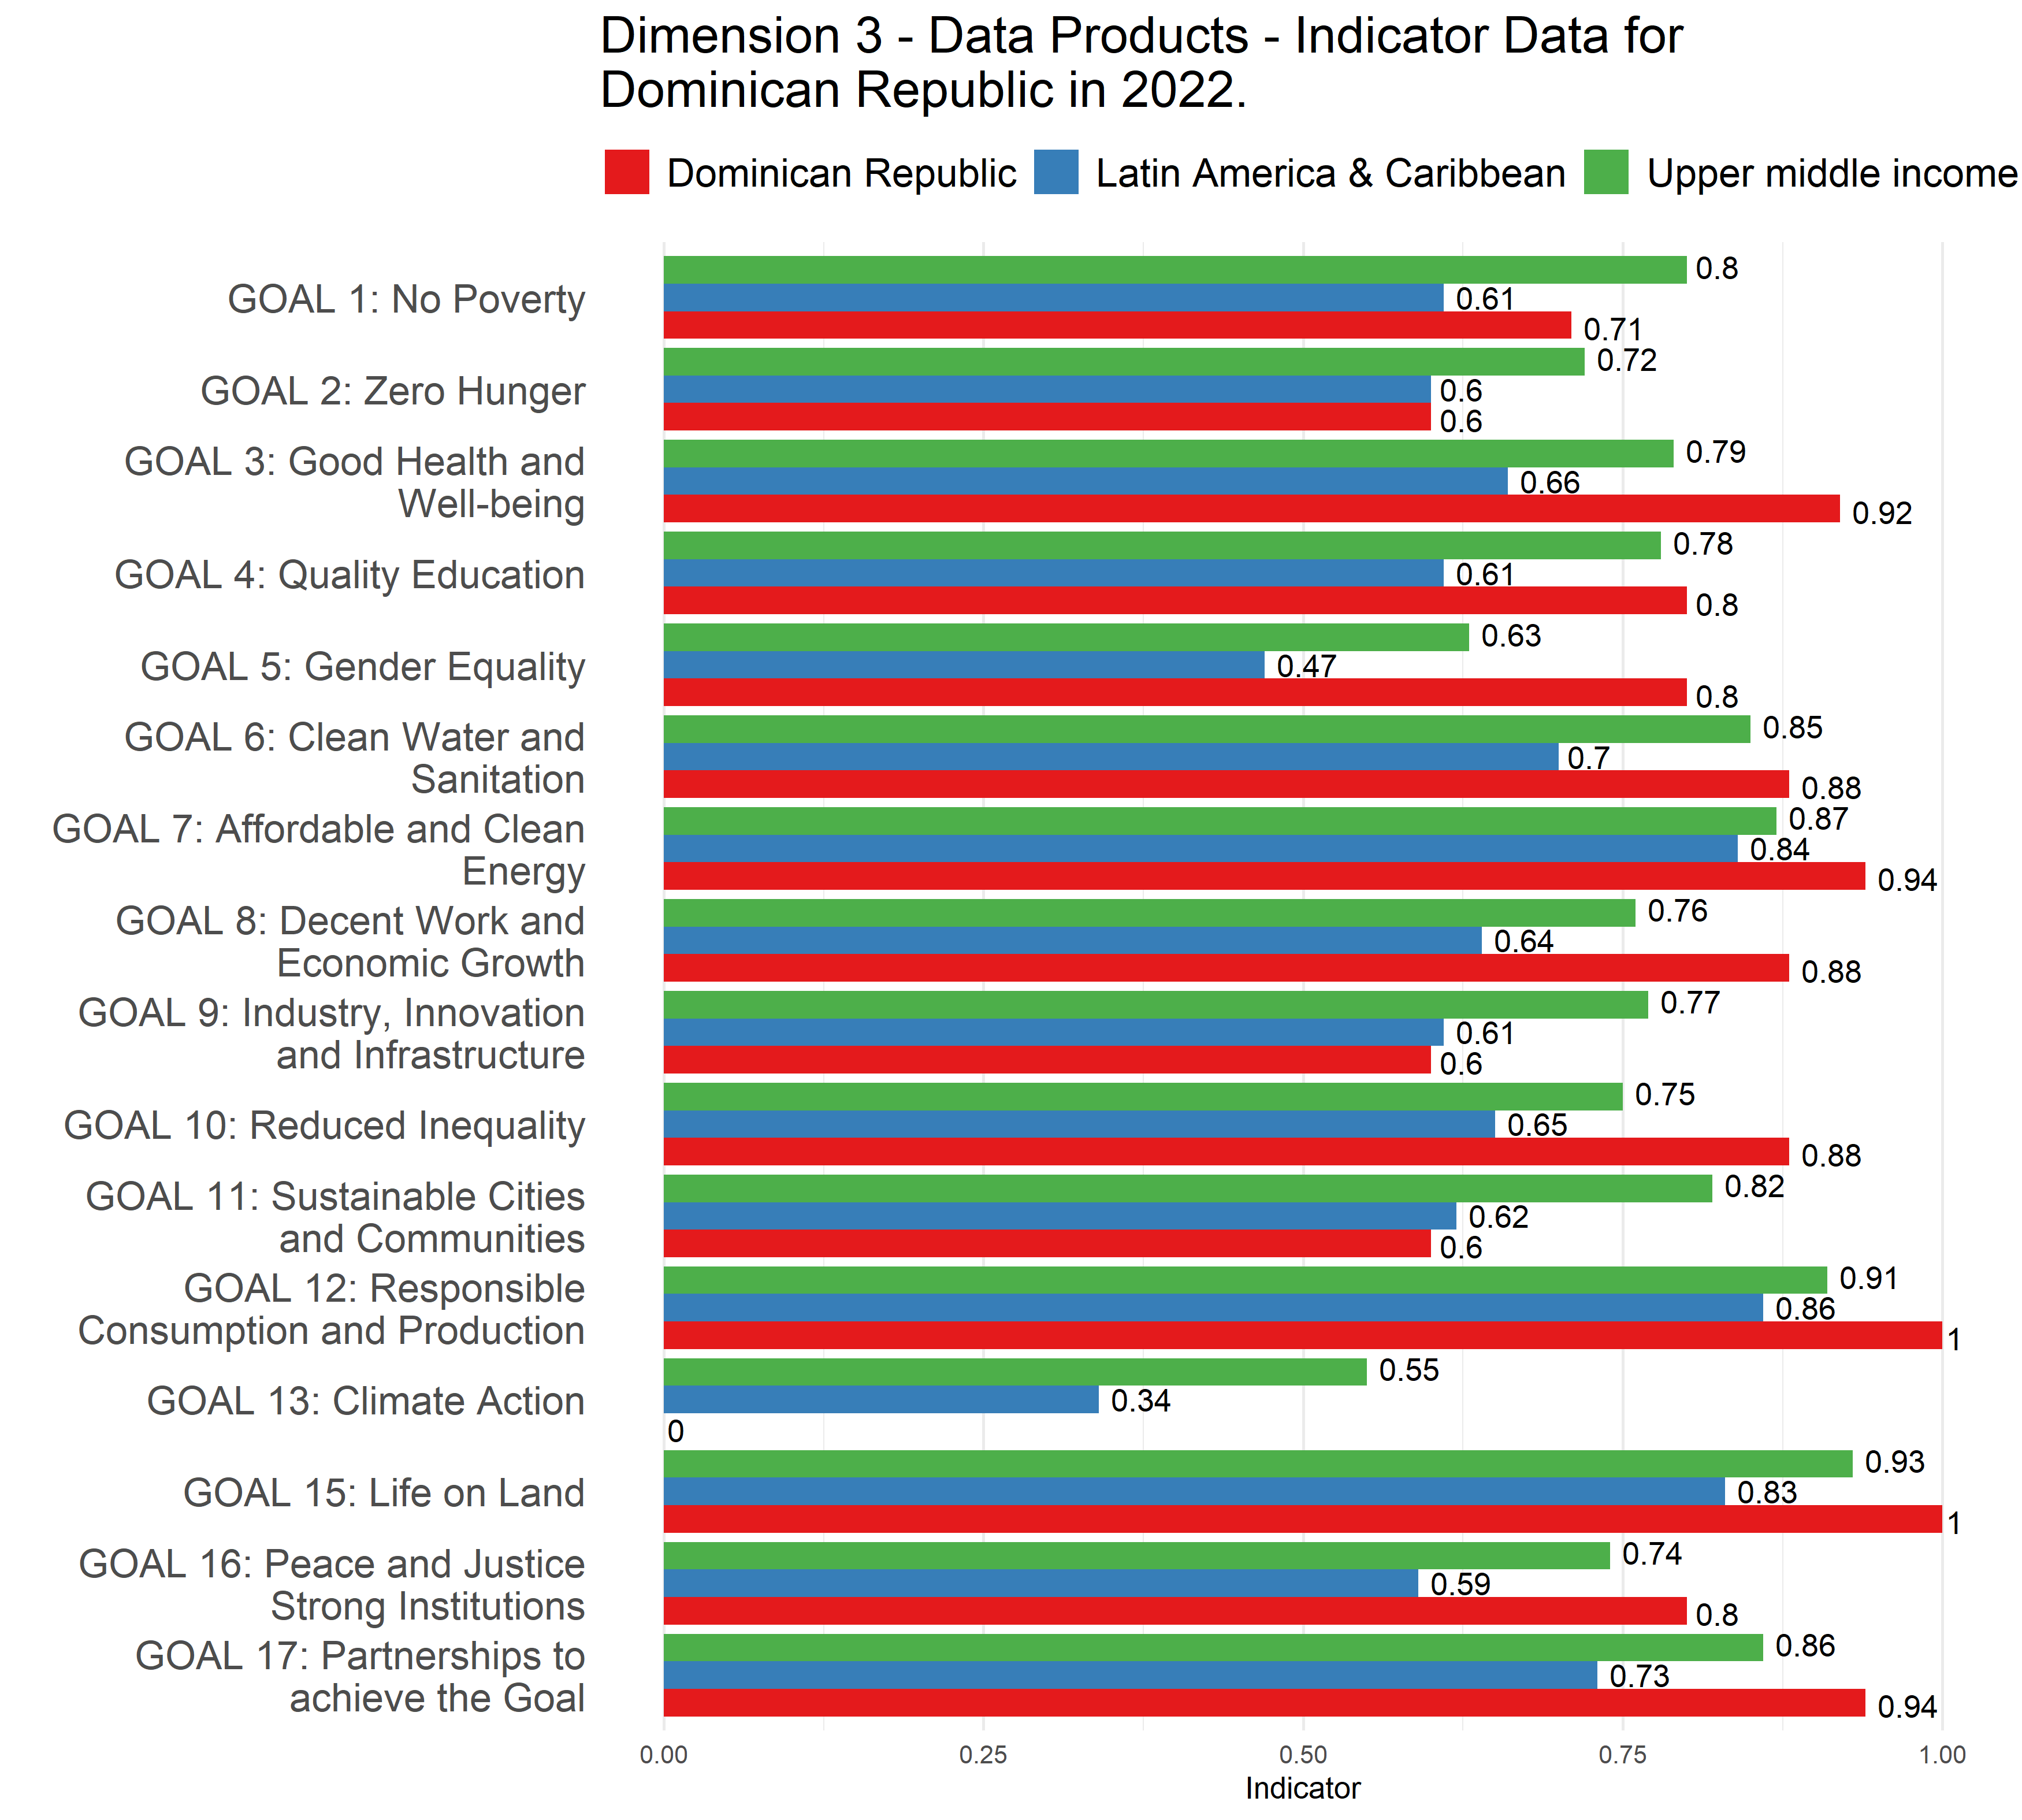 Dimension 3 - Data Products - Indicator Data for
Dominican Republic in 2022.
Dominican Republic
Latin America & Caribbean
Upper middle income
GOAL 1: No Poverty
0.8
0.61
0.71
GOAL 2: Zero Hunger
0.72
0.6
0.6
GOAL 3: Good Health and
Well-being
0.79
0.66
0.92
GOAL 4: Quality Education
0.78
0.61
0.8
GOAL 5: Gender Equality
0.63
0.47
0.8
GOAL 6: Clean Water and
Sanitation
0.85
0.7
0.88
GOAL 7: Affordable and Clean
Energy
0.87
0.84
0.94
GOAL 8: Decent Work and
Economic Growth
0.76
0.64
0.88
GOAL 9: Industry, Innovation
and Infrastructure
0.77
0.61
0.6
GOAL 10: Reduced Inequality
0.75
0.65
0.88
GOAL 11: Sustainable Cities
and Communities
0.82
0.62
0.6
GOAL 12: Responsible
Consumption and Production
0.91
0.86
1
GOAL 13: Climate Action
0.55
0.34
0
GOAL 15: Life on Land
0.93
0.83
1
GOAL 16: Peace and Justice
Strong Institutions
0.74
0.59
0.8
GOAL 17: Partnerships to
achieve the Goal
0.86
0.73
0.94
0.00
0.25
0.50
0.75
1.00
Indicator